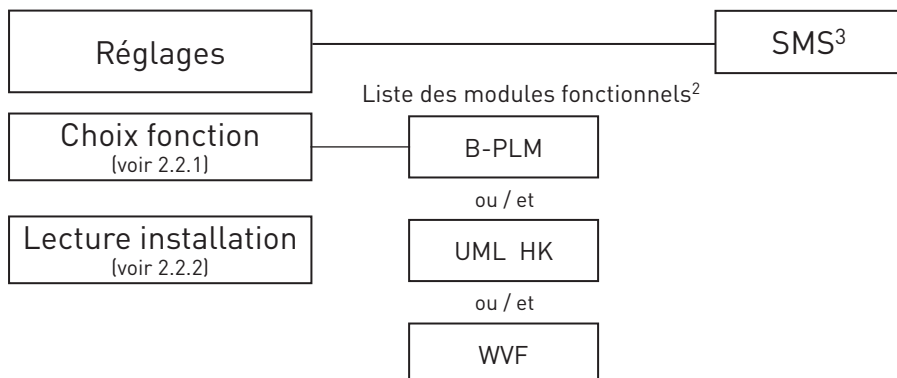 Réglages
SMS³
Liste des modules fonctionnels²
Choix fonction
(voir 2.2.1)
B-PLM
ou / et
Lecture installation
(voir 2.2.2)
UML HK
ou / et
WVF